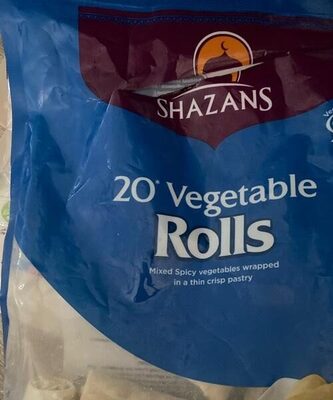 SHAZANS
20* Vegetable
Rolls
Mixed Spicy vegetables wrapped
in a thin crisp pastry